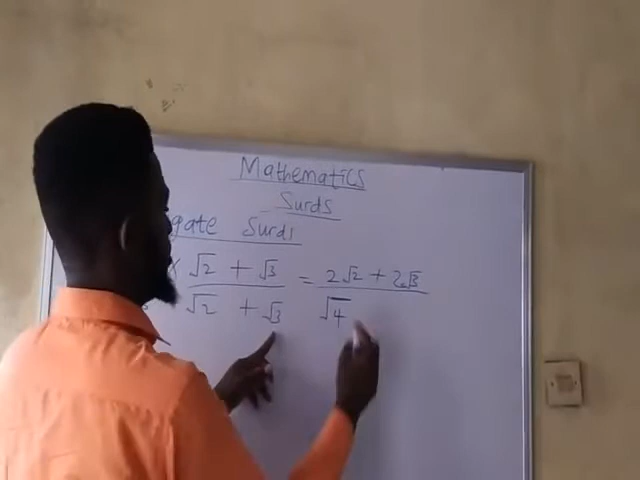 Mathematics
Surds
gate Surds
× √2 + √3 = 2√2 + 2√3
√2 + √3 √4